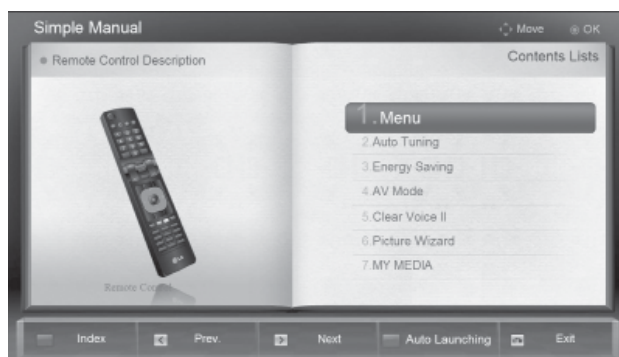 Simple Manual
Move OK
Remote Control Description
Contents Lists
1.Menu
2.Auto Tuning
3.Energy Saving
4.AV Mode
5.Clear Voice II
6.Picture Wizard
7.MY MEDIA
LG
Remote
Index Prev. Next Auto Launching Exit